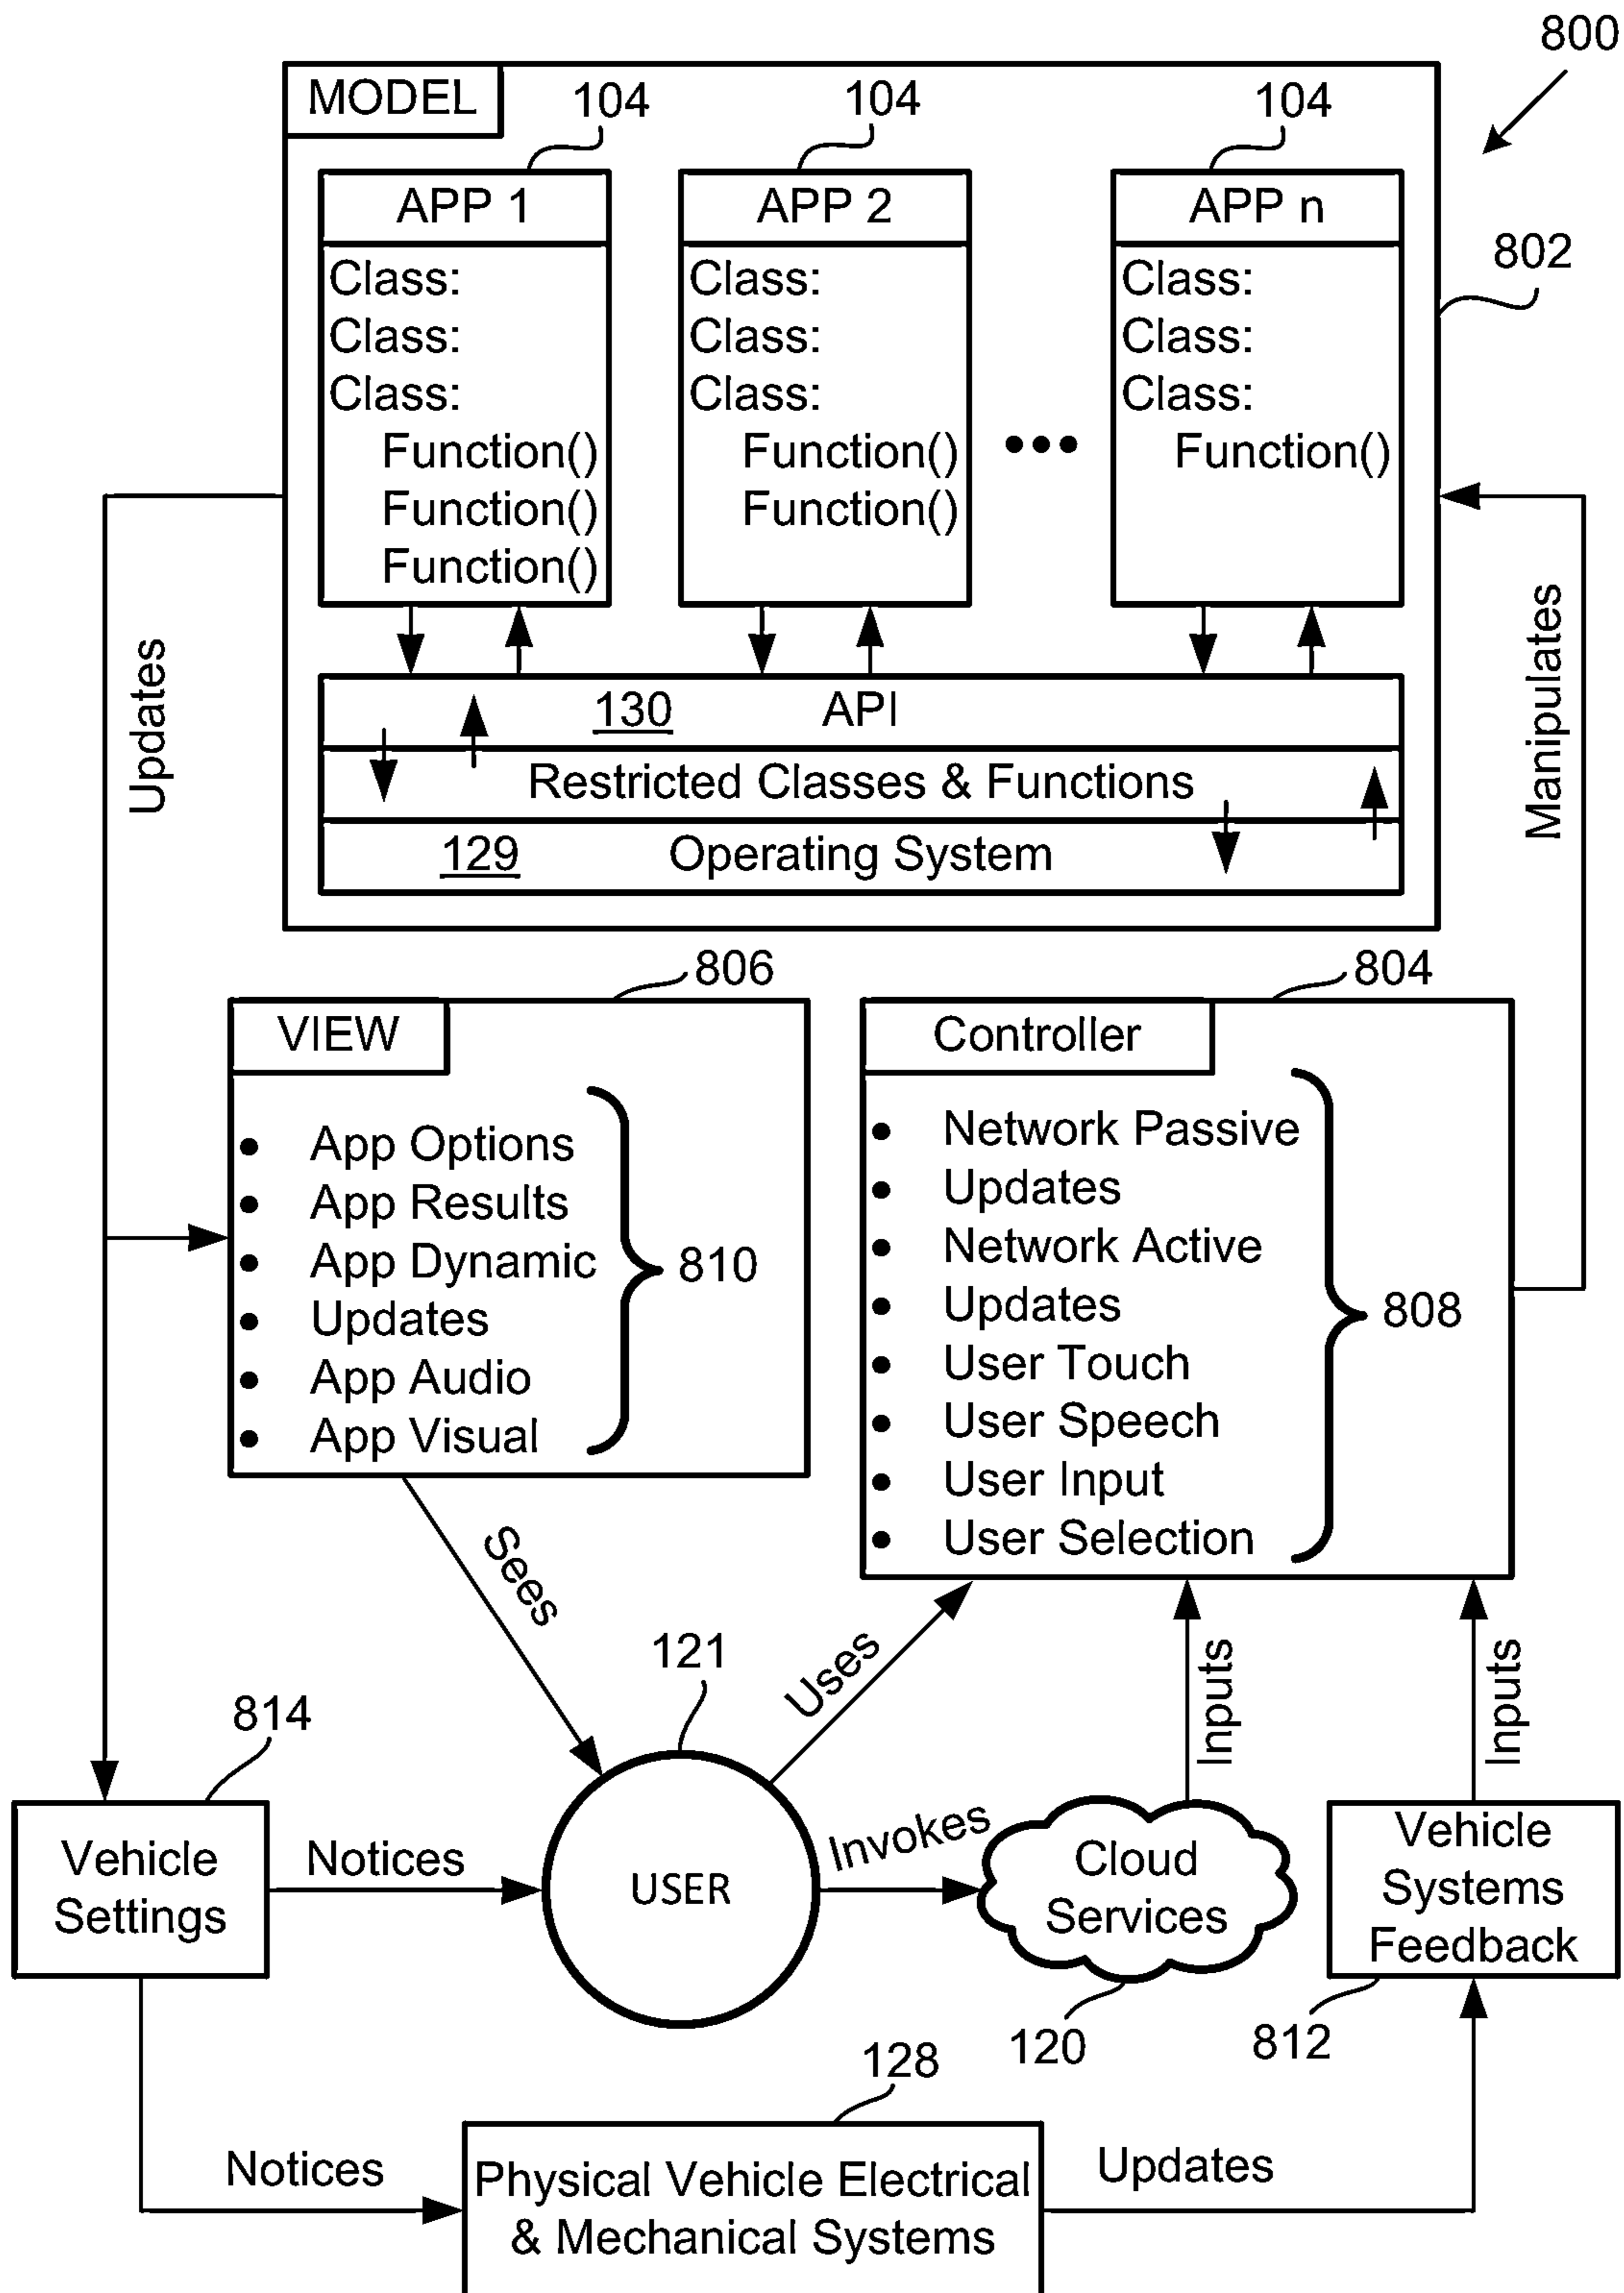 800
MODEL
104
104
104
802
APP 1
Class:
Class:
Class:
Function()
Function()
Function()
APP 2
Class:
Class:
Class:
Function()
Function()
•••
APP n
Class:
Class:
Class:
Function()
130 API
Restricted Classes & Functions
129 Operating System
Updates
Manipulates
806
VIEW
• App Options
• App Results
• App Dynamic
• Updates
• App Audio
• App Visual
810
804
Controller
• Network Passive
• Updates
• Network Active
• Updates
• User Touch
• User Speech
• User Input
• User Selection
808
Sees
Uses
Inputs
Inputs
814
121
Vehicle
Settings
Notices
USER
Invokes
Cloud
Services
Vehicle
Systems
Feedback
120
812
128
Notices
Physical Vehicle Electrical
& Mechanical Systems
Updates